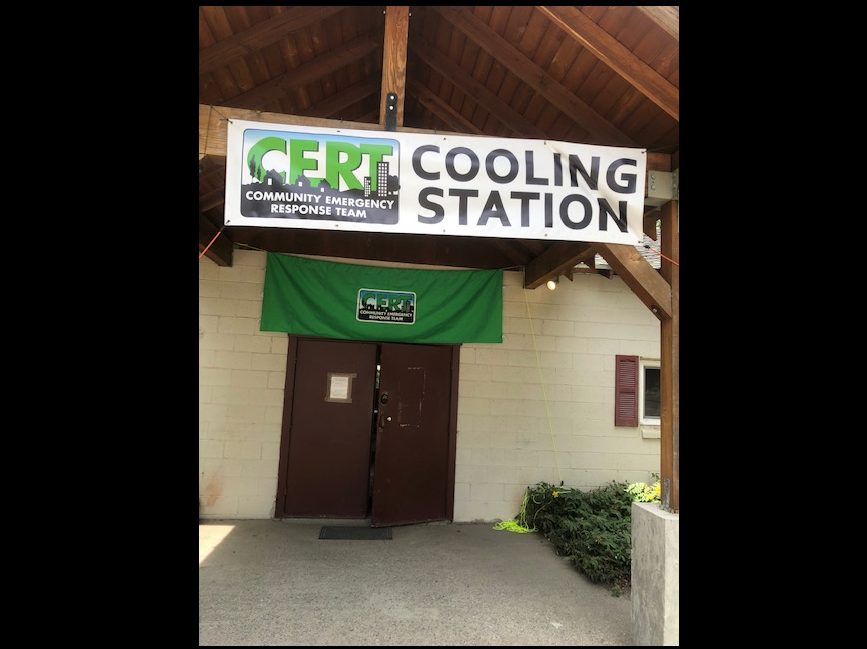 CERT
COMMUNITY EMERGENCY
RESPONSE TEAM
COOLING
STATION
CERT
COMMUNITY EMERGENCY
RESPONSE TEAM